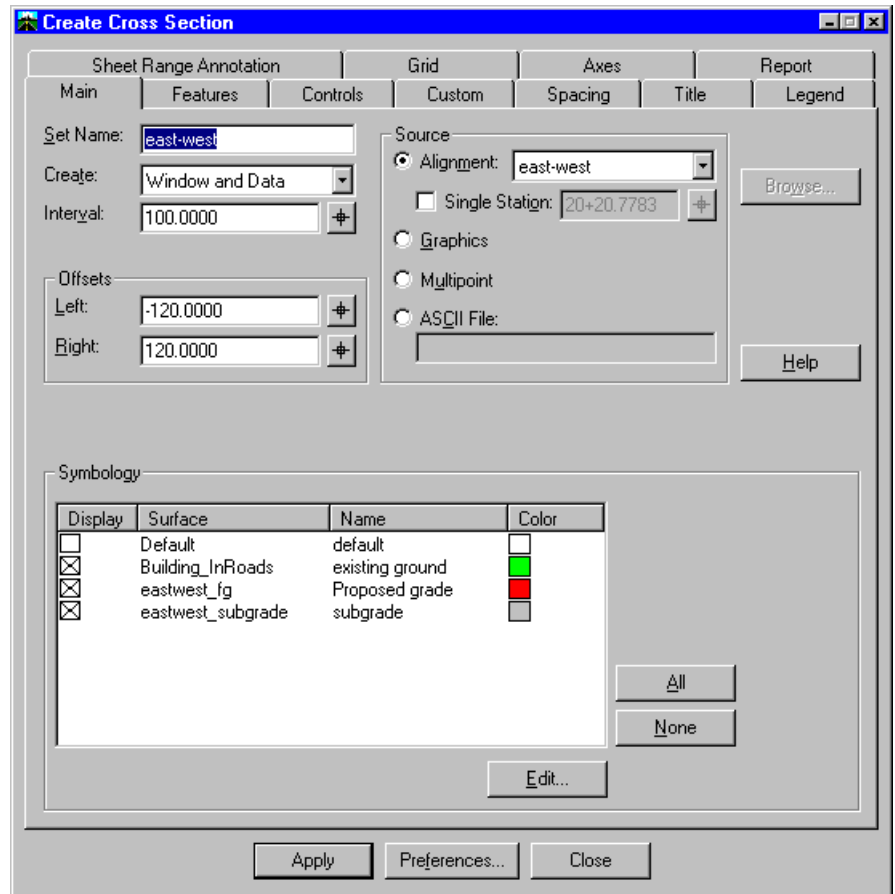 Create Cross Section
Sheet Range Annotation Grid Axes Report
Main Features Controls Custom Spacing Title Legend
Set Name: east-west
Create: Window and Data
Interval: 100.0000
Offsets
Left: -120.0000
Right: 120.0000
Source
Alignment: east-west
Single Station: 20+20.7783
Graphics
Multipoint
ASCII File:
Browse...
Help
Symbology
Display Surface Name Color
Default default
Building_InRoads existing ground
eastwest_fg Proposed grade
eastwest_subgrade subgrade
All
None
Edit...
Apply Preferences... Close